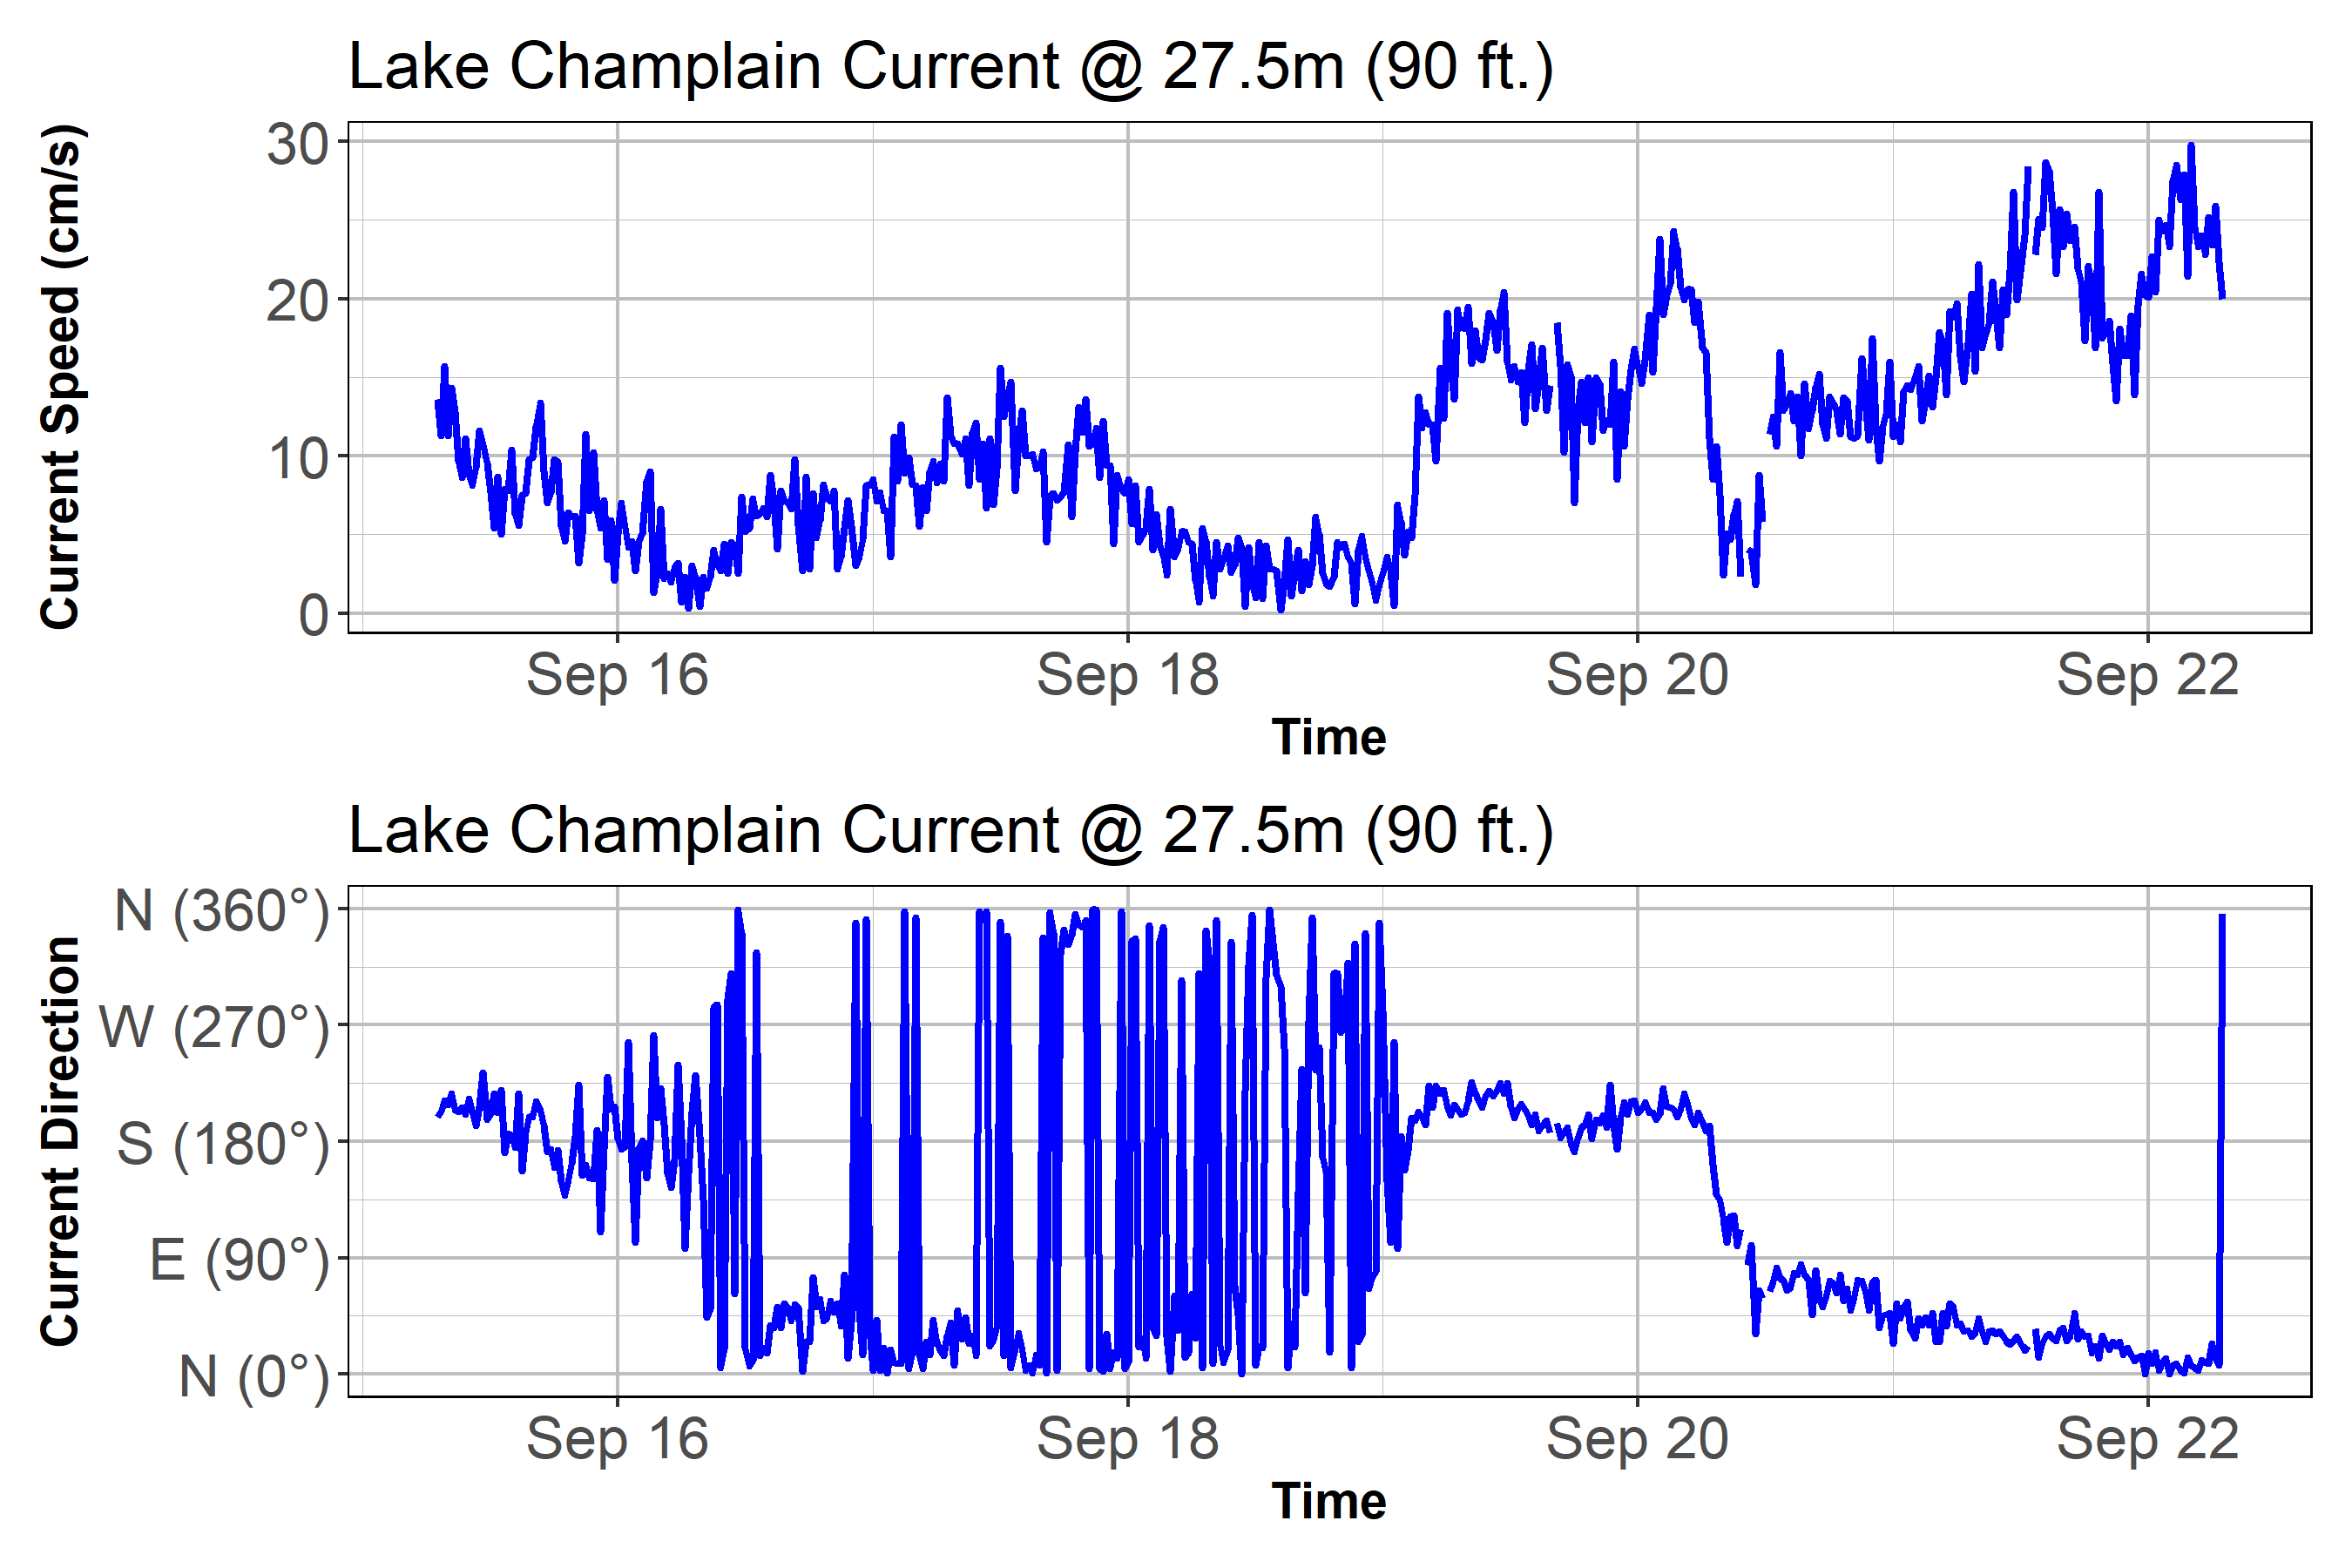 Lake Champlain Current @ 27.5m (90 ft.)
Current Speed (cm/s)
30
20
10
0
Sep 16 Sep 18 Sep 20 Sep 22
Time
Lake Champlain Current @ 27.5m (90 ft.)
Current Direction
N (360°)
W (270°)
S (180°)
E (90°)
N (0°)
Sep 16 Sep 18 Sep 20 Sep 22
Time